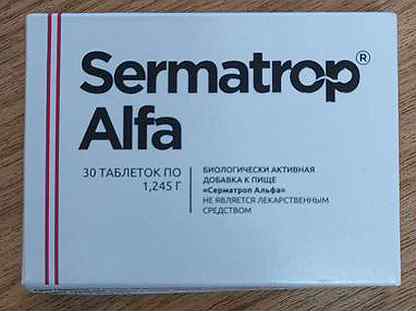 Sermatrop®
Alfa
30 ТАБЛЕТОК ПО
1,245 Г
БИОЛОГИЧЕСКИ АКТИВНАЯ
ДОБАВКА К ПИЩЕ
«Серматроп Альфа»
НЕ ЯВЛЯЕТСЯ ЛЕКАРСТВЕННЫМ
СРЕДСТВОМ